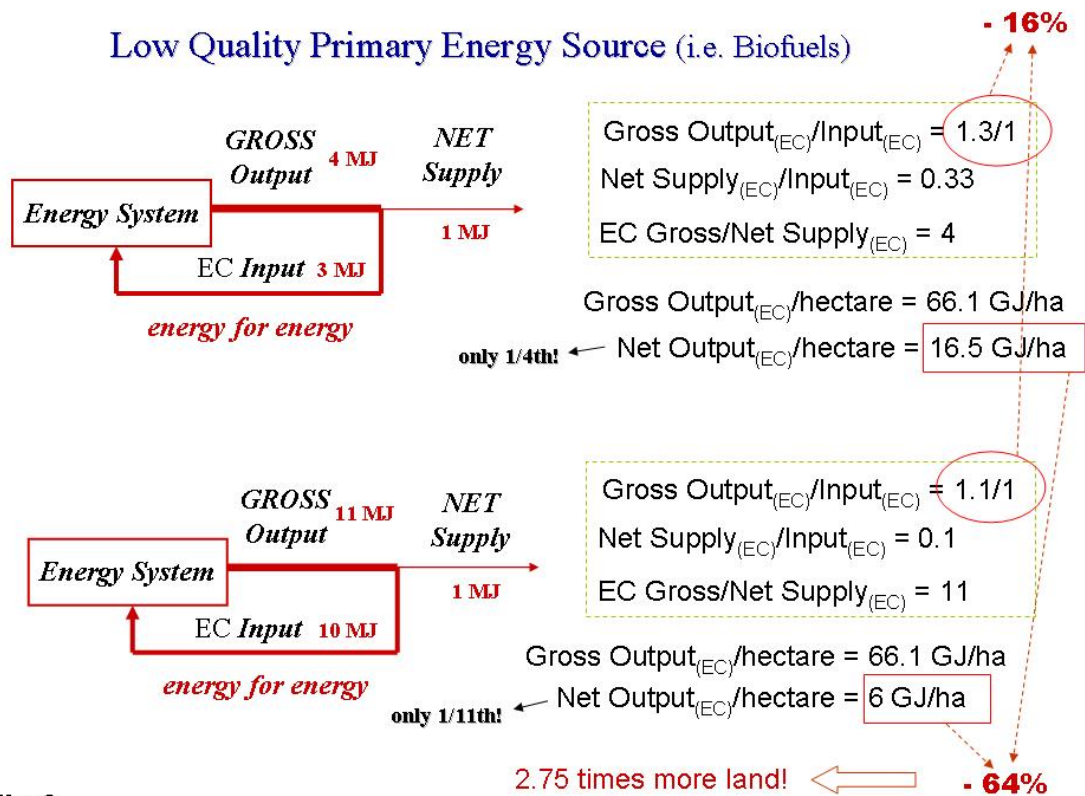 - 16%
Low Quality Primary Energy Source (i.e. Biofuels)
GROSS
Output
4 MJ
NET
Supply
Energy System
1 MJ
EC Input 3 MJ
energy for energy
Gross Output(EC)/Input(EC) = 1.3/1
Net Supply(EC)/Input(EC) = 0.33
EC Gross/Net Supply(EC) = 4
Gross Output(EC)/hectare = 66.1 GJ/ha
only 1/4th!
Net Output(EC)/hectare = 16.5 GJ/ha
GROSS
Output
11 MJ
NET
Supply
Energy System
1 MJ
EC Input 10 MJ
energy for energy
Gross Output(EC)/Input(EC) = 1.1/1
Net Supply(EC)/Input(EC) = 0.1
EC Gross/Net Supply(EC) = 11
Gross Output(EC)/hectare = 66.1 GJ/ha
only 1/11th!
Net Output(EC)/hectare = 6 GJ/ha
2.75 times more land!
- 64%